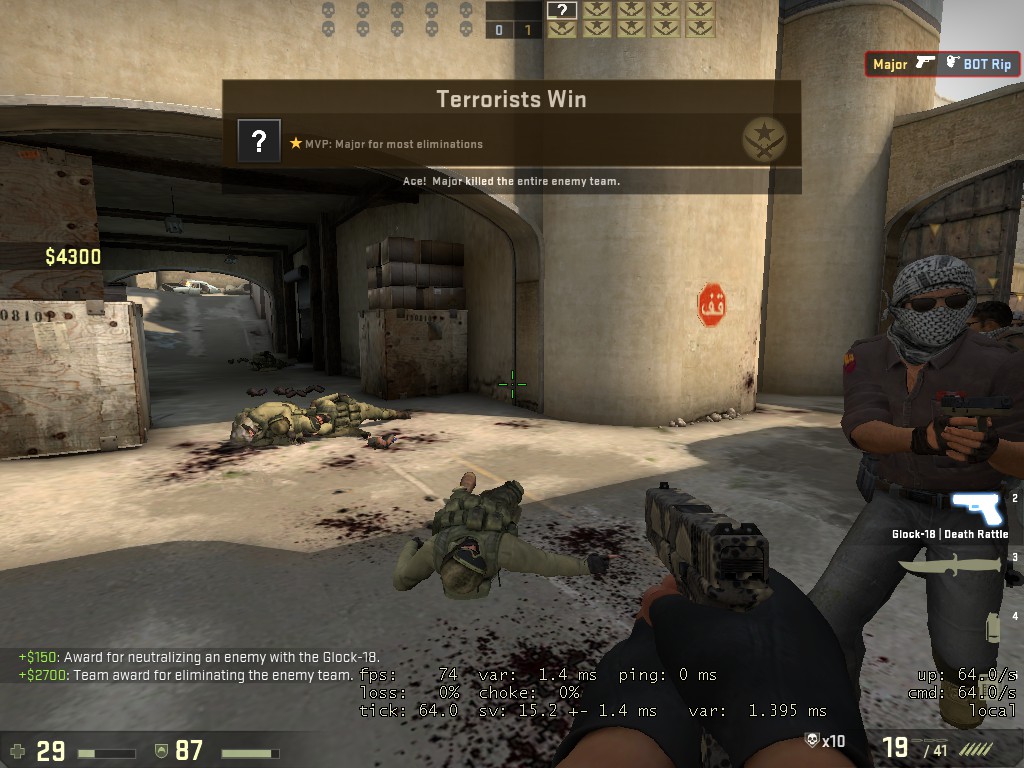 ?
0 1
Major BOT Rip
Terrorists Win
?
MVP: Major for most eliminations
Ace! Major killed the entire enemy team.
$4300
قف
2
Glock-18 | Death Rattle
3
4
+$150: Award for neutralizing an enemy with the Glock-18.
+$2700: Team award for eliminating the enemy team.
fps: 74 var: 1.4 ms ping: 0 ms
loss: 0% choke: 0%
tick: 64.0 sv: 15.2 +- 1.4 ms var: 1.395 ms
up: 64.0/s
cmd: 64.0/s
local
29 87
x10
19 / 41